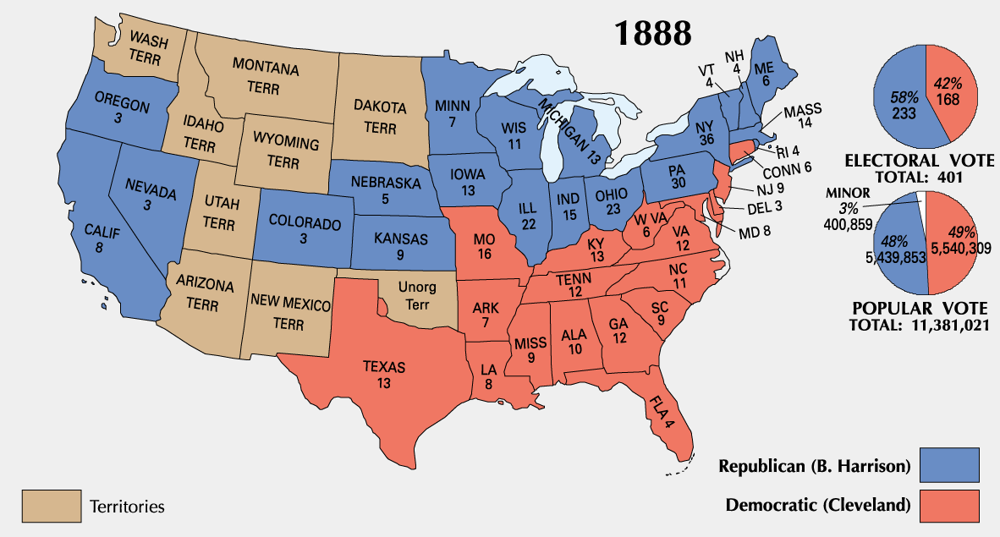 1888
WASH
TERR
MONTANA
TERR
OREGON
3
IDAHO
TERR
WYOMING
TERR
DAKOTA
TERR
MINN
7
WIS
11
MICHIGAN 13
VT
4
NH
4
ME
6
MASS
14
NY
36
RI 4
CONN 6
NJ 9
DEL 3
MD 8
PA
30
NEVADA
3
CALIF
8
UTAH
TERR
COLORADO
3
NEBRASKA
5
KANSAS
9
IOWA
13
ILL
22
IND
15
OHIO
23
MO
16
KY
13
W VA
6
VA
12
ARIZONA
TERR
NEW MEXICO
TERR
Unorg
Terr
TENN
12
NC
11
SC
9
ARK
7
MISS
9
ALA
10
GA
12
TEXAS
13
LA
8
FLA 4
58%
233
42%
168
ELECTORAL VOTE
TOTAL: 401
MINOR
3%
400,859
48%
5,439,853
49%
5,540,309
POPULAR VOTE
TOTAL: 11,381,021
Republican (B. Harrison)
Democratic (Cleveland)
Territories